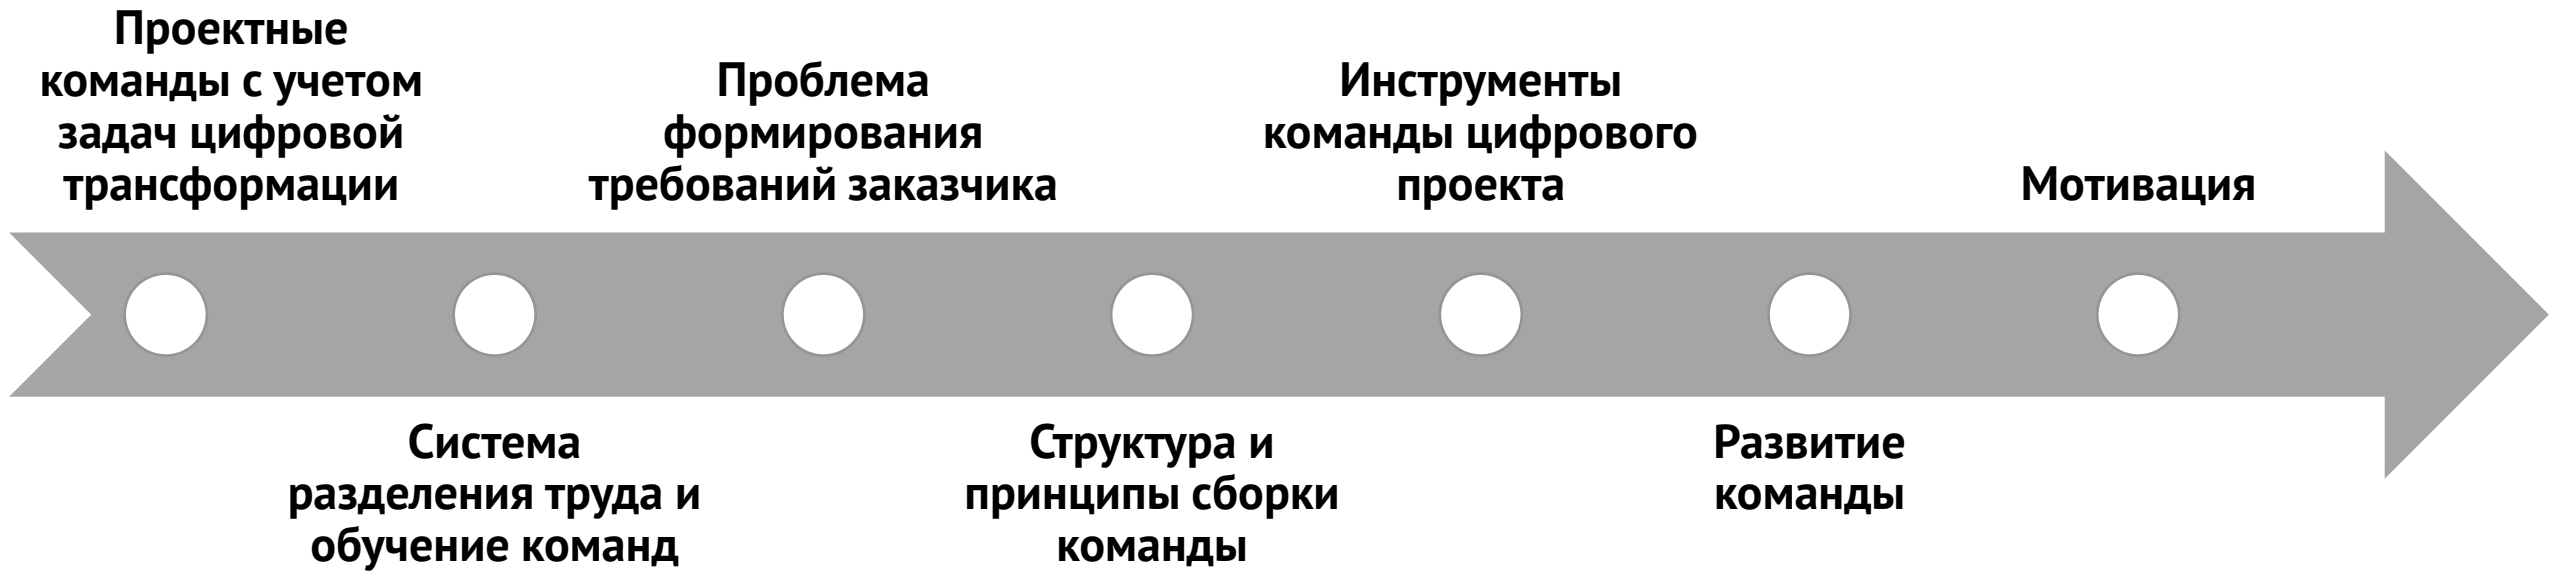 Проектные
команды с учетом
задач цифровой
трансформации
Система
разделения труда и
обучение команд
Проблема
формирования
требований заказчика
Структура и
принципы сборки
команды
Инструменты
команды цифрового
проекта
Развитие
команды
Мотивация